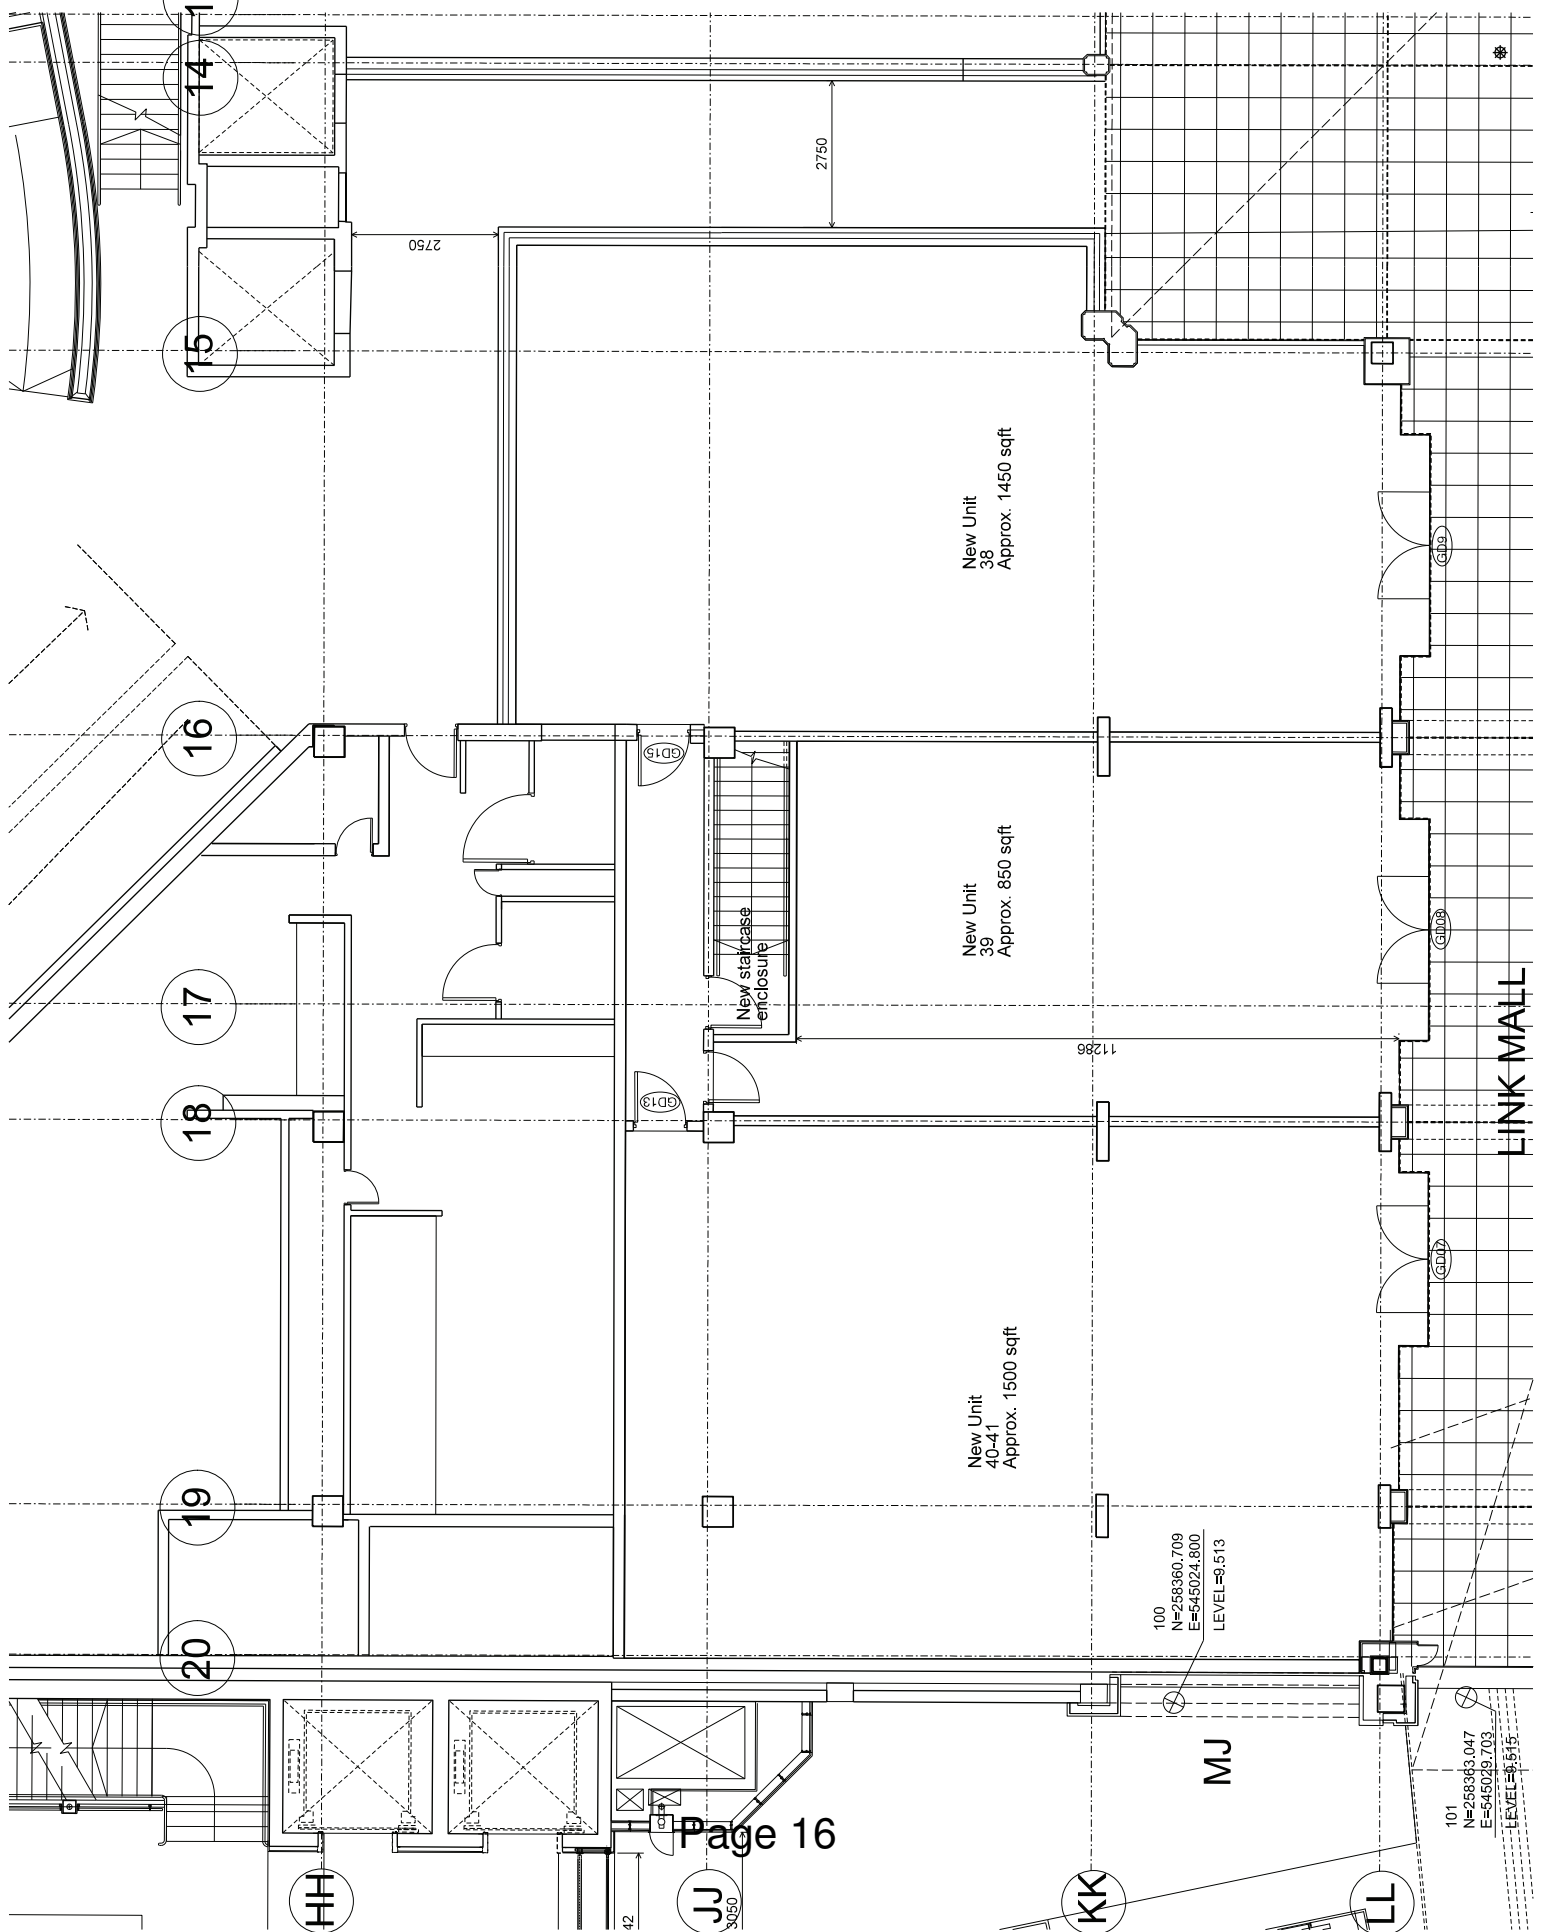 1
14
15
16
17
18
19
20
2750
2750
New Unit
38
Approx. 1450 sqft
GD9
GD15
New staircase
enclosure
New Unit
39
Approx. 850 sqft
GD08
11286
GD13
LINK MALL
GD07
New Unit
40-41
Approx. 1500 sqft
100
N=258360.709
E=545024.800
LEVEL=9.513
MJ
101
N=258363.047
E=545029.703
LEVEL=9.515
Page 16
HH
JJ
KK
LL
42
3050